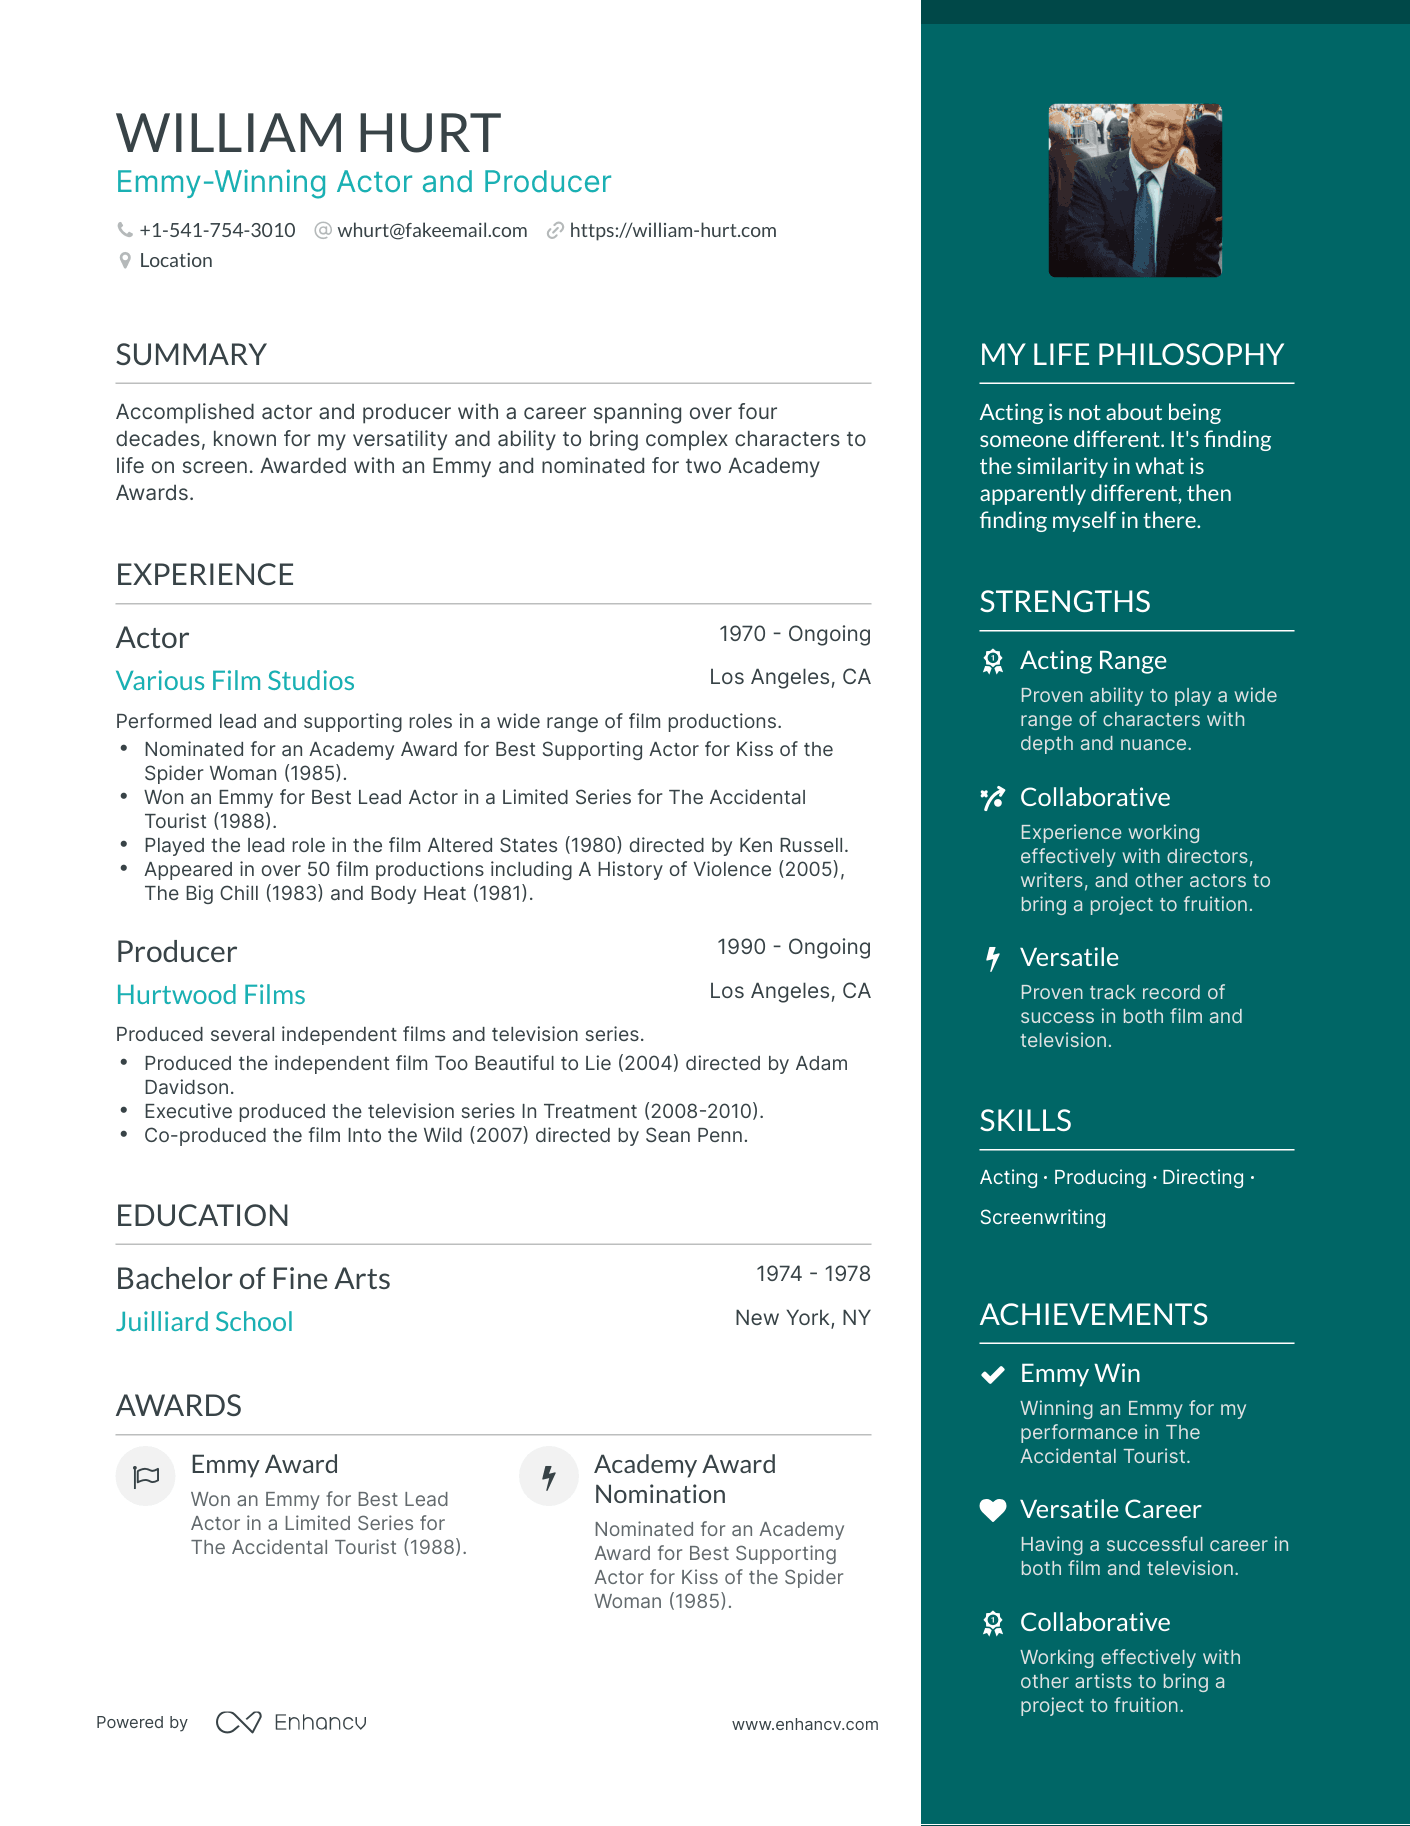 WILLIAM HURT
Emmy-Winning Actor and Producer
+1-541-754-3010 whurt@fakeemail.com https://william-hurt.com
Location
SUMMARY
Accomplished actor and producer with a career spanning over four
decades, known for my versatility and ability to bring complex characters to
life on screen. Awarded with an Emmy and nominated for two Academy
Awards.
EXPERIENCE
Actor 1970 - Ongoing
Various Film Studios Los Angeles, CA
Performed lead and supporting roles in a wide range of film productions.
• Nominated for an Academy Award for Best Supporting Actor for Kiss of the
Spider Woman (1985).
• Won an Emmy for Best Lead Actor in a Limited Series for The Accidental
Tourist (1988).
• Played the lead role in the film Altered States (1980) directed by Ken Russell.
• Appeared in over 50 film productions including A History of Violence (2005),
The Big Chill (1983) and Body Heat (1981).
Producer 1990 - Ongoing
Hurtwood Films Los Angeles, CA
Produced several independent films and television series.
• Produced the independent film Too Beautiful to Lie (2004) directed by Adam
Davidson.
• Executive produced the television series In Treatment (2008-2010).
• Co-produced the film Into the Wild (2007) directed by Sean Penn.
EDUCATION
Bachelor of Fine Arts 1974 - 1978
Juilliard School New York, NY
AWARDS
Emmy Award
Won an Emmy for Best Lead
Actor in a Limited Series for
The Accidental Tourist (1988).
Academy Award
Nomination
Nominated for an Academy
Award for Best Supporting
Actor for Kiss of the Spider
Woman (1985).
Powered by Enhancv www.enhancv.com
MY LIFE PHILOSOPHY
Acting is not about being
someone different. It's finding
the similarity in what is
apparently different, then
finding myself in there.
STRENGTHS
Acting Range
Proven ability to play a wide
range of characters with
depth and nuance.
Collaborative
Experience working
effectively with directors,
writers, and other actors to
bring a project to fruition.
Versatile
Proven track record of
success in both film and
television.
SKILLS
Acting · Producing · Directing ·
Screenwriting
ACHIEVEMENTS
Emmy Win
Winning an Emmy for my
performance in The
Accidental Tourist.
Versatile Career
Having a successful career in
both film and television.
Collaborative
Working effectively with
other artists to bring a
project to fruition.